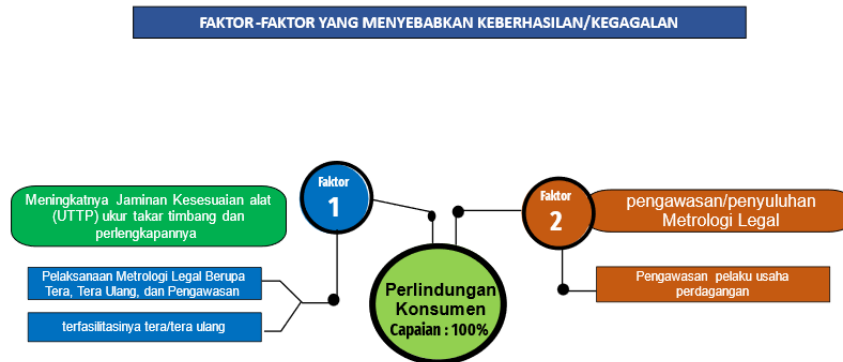 FAKTOR-FAKTOR YANG MENYEBABKAN KEBERHASILAN/KEGAGALAN
Faktor
1
Meningkatnya Jaminan Kesesuaian alat
(UTTP) ukur takar timbang dan
perlengkapannya
Pelaksanaan Metrologi Legal Berupa
Tera, Tera Ulang, dan Pengawasan
terfasilitasinya tera/tera ulang
Perlindungan
Konsumen
Capaian : 100%
Faktor
2
pengawasan/penyuluhan
Metrologi Legal
Pengawasan pelaku usaha
perdagangan